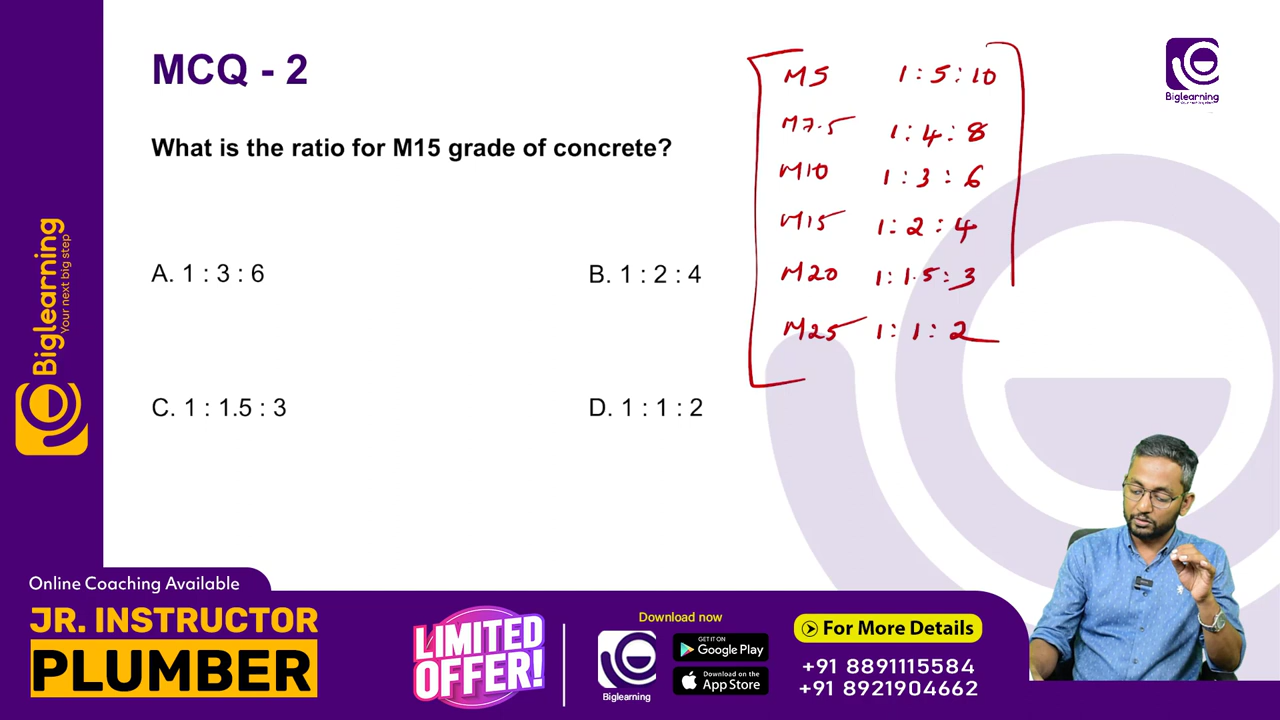 MCQ - 2
What is the ratio for M15 grade of concrete?
A. 1 : 3 : 6
B. 1 : 2 : 4
C. 1 : 1.5 : 3
D. 1 : 1 : 2
M5 1 : 5 : 10
M7.5 1 : 4 : 8
M10 1 : 3 : 6
M15 1 : 2 : 4
M20 1 : 1.5 : 3
M25 1 : 1 : 2
Biglearning
Biglearning
Your next big step
Online Coaching Available
JR. INSTRUCTOR
PLUMBER
LIMITED
OFFER!
Biglearning
Download now
GET IT ON
Google Play
Download on the
App Store
For More Details
+91 8891115584
+91 8921904662